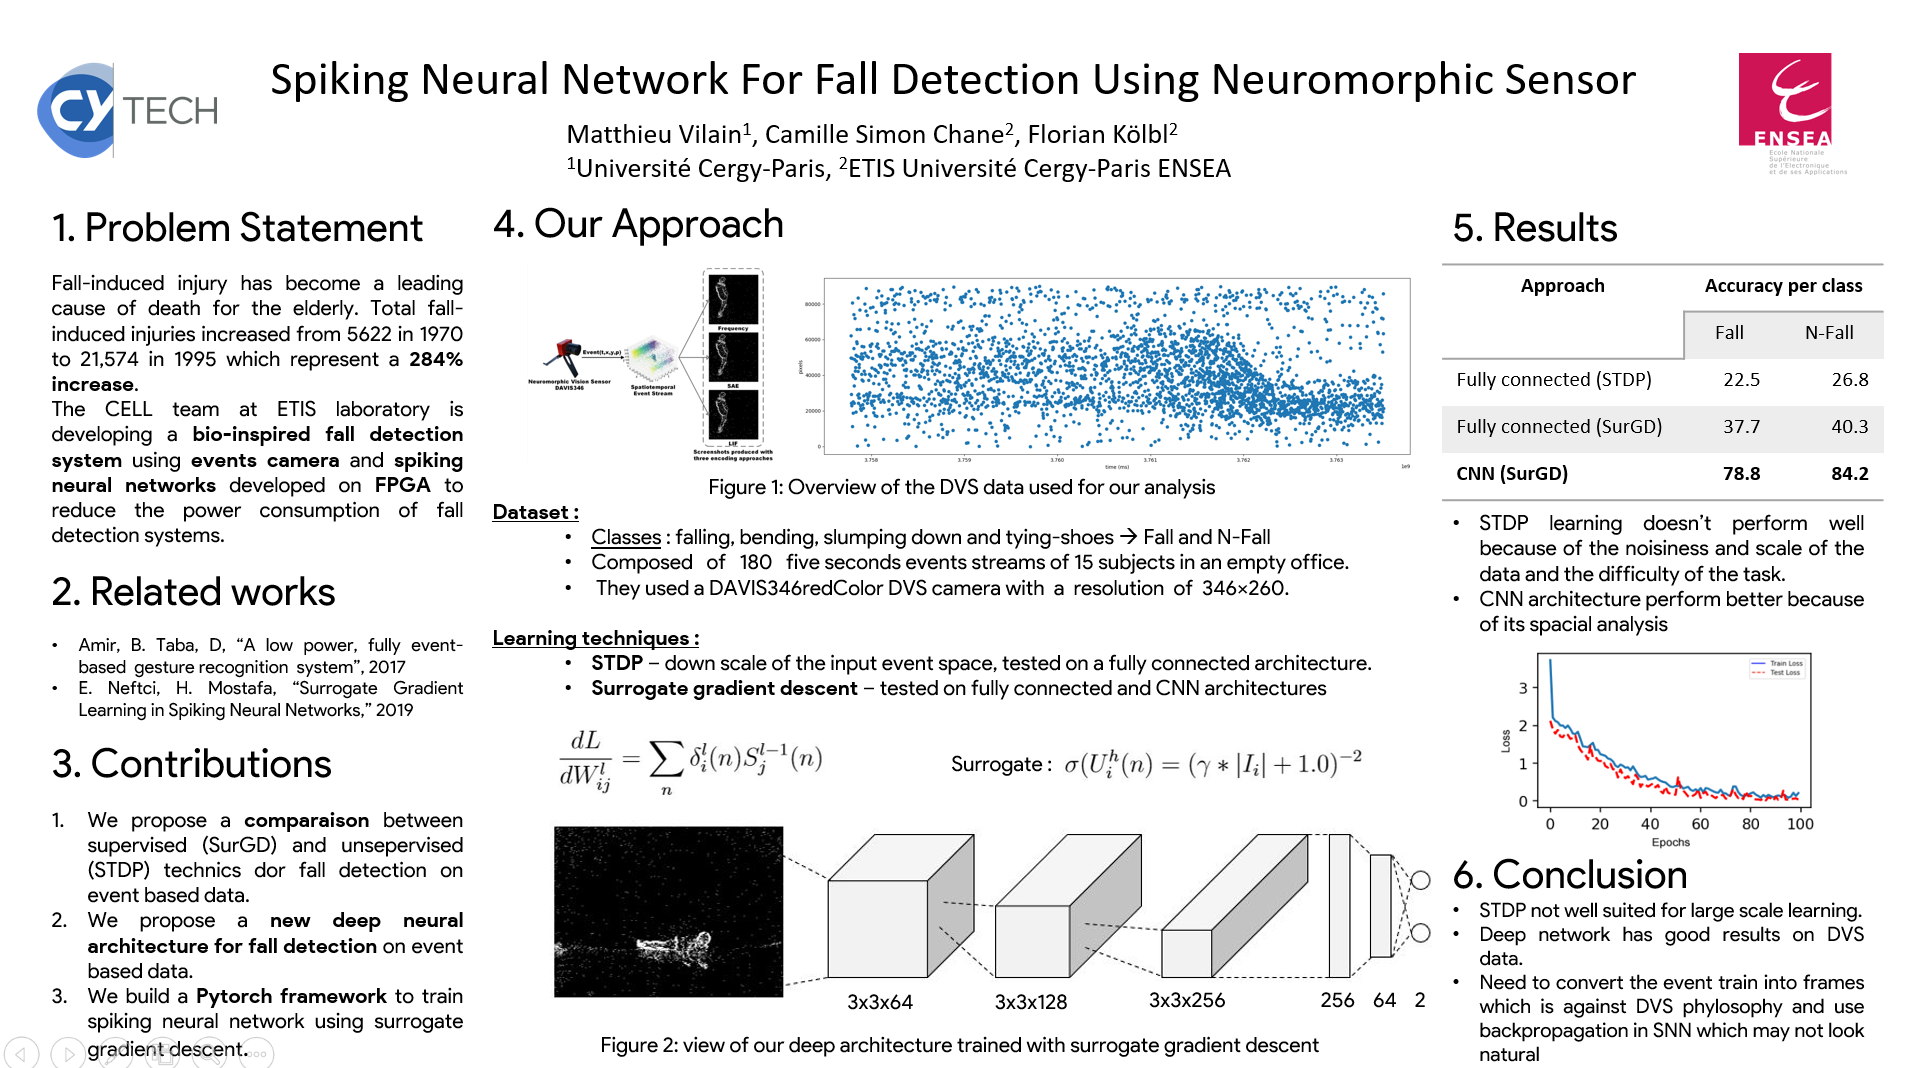 CY TECH
Spiking Neural Network For Fall Detection Using Neuromorphic Sensor
Matthieu Vilain1, Camille Simon Chane2, Florian Kölbl2
1Université Cergy-Paris, 2ETIS Université Cergy-Paris ENSEA
ENSEA
Ecole Nationale
Supérieure
de l'Electronique
et de ses Applications
1. Problem Statement
Fall-induced injury has become a leading
cause of death for the elderly. Total fall-
induced injuries increased from 5622 in 1970
to 21,574 in 1995 which represent a 284%
increase.
The CELL team at ETIS laboratory is
developing a bio-inspired fall detection
system using events camera and spiking
neural networks developed on FPGA to
reduce the power consumption of fall
detection systems.
2. Related works
• Amir, B. Taba, D, “A low power, fully event-
based gesture recognition system”, 2017
• E. Neftci, H. Mostafa, “Surrogate Gradient
Learning in Spiking Neural Networks,” 2019
3. Contributions
1. We propose a comparaison between
supervised (SurGD) and unsepervised
(STDP) technics dor fall detection on
event based data.
2. We propose a new deep neural
architecture for fall detection on event
based data.
3. We build a Pytorch framework to train
spiking neural network using surrogate
gradient descent.
4. Our Approach
Neuromorphic Vision Sensor
DAVIS346
Event(t,x,y,p)
Spatiotemporal
Event Stream
Frequency
SAE
LIF
Screenshots produced with
three encoding approaches
pixels
80000
60000
40000
20000
0
3.758 3.759 3.760 3.761 3.762 3.763
time (ms)
1e9
Figure 1: Overview of the DVS data used for our analysis
Dataset :
• Classes : falling, bending, slumping down and tying-shoes → Fall and N-Fall
• Composed of 180 five seconds events streams of 15 subjects in an empty office.
• They used a DAVIS346redColor DVS camera with a resolution of 346×260.
Learning techniques :
• STDP – down scale of the input event space, tested on a fully connected architecture.
• Surrogate gradient descent – tested on fully connected and CNN architectures
dL/dW^l_ij = ∑_n δ^l_i(n)S^{l−1}_j(n)
Surrogate : σ(U^h_i(n) = (γ ∗ |I_i| + 1.0)^−2
3x3x64 3x3x128 3x3x256 256 64 2
Figure 2: view of our deep architecture trained with surrogate gradient descent
5. Results
Approach Accuracy per class
Fall N-Fall
Fully connected (STDP) 22.5 26.8
Fully connected (SurGD) 37.7 40.3
CNN (SurGD) 78.8 84.2
• STDP learning doesn’t perform well
because of the noisiness and scale of the
data and the difficulty of the task.
• CNN architecture perform better because
of its spacial analysis
Train Loss
Test Loss
Loss
3
2
1
0
0 20 40 60 80 100
Epochs
6. Conclusion
• STDP not well suited for large scale learning.
• Deep network has good results on DVS
data.
• Need to convert the event train into frames
which is against DVS phylosophy and use
backpropagation in SNN which may not look
natural